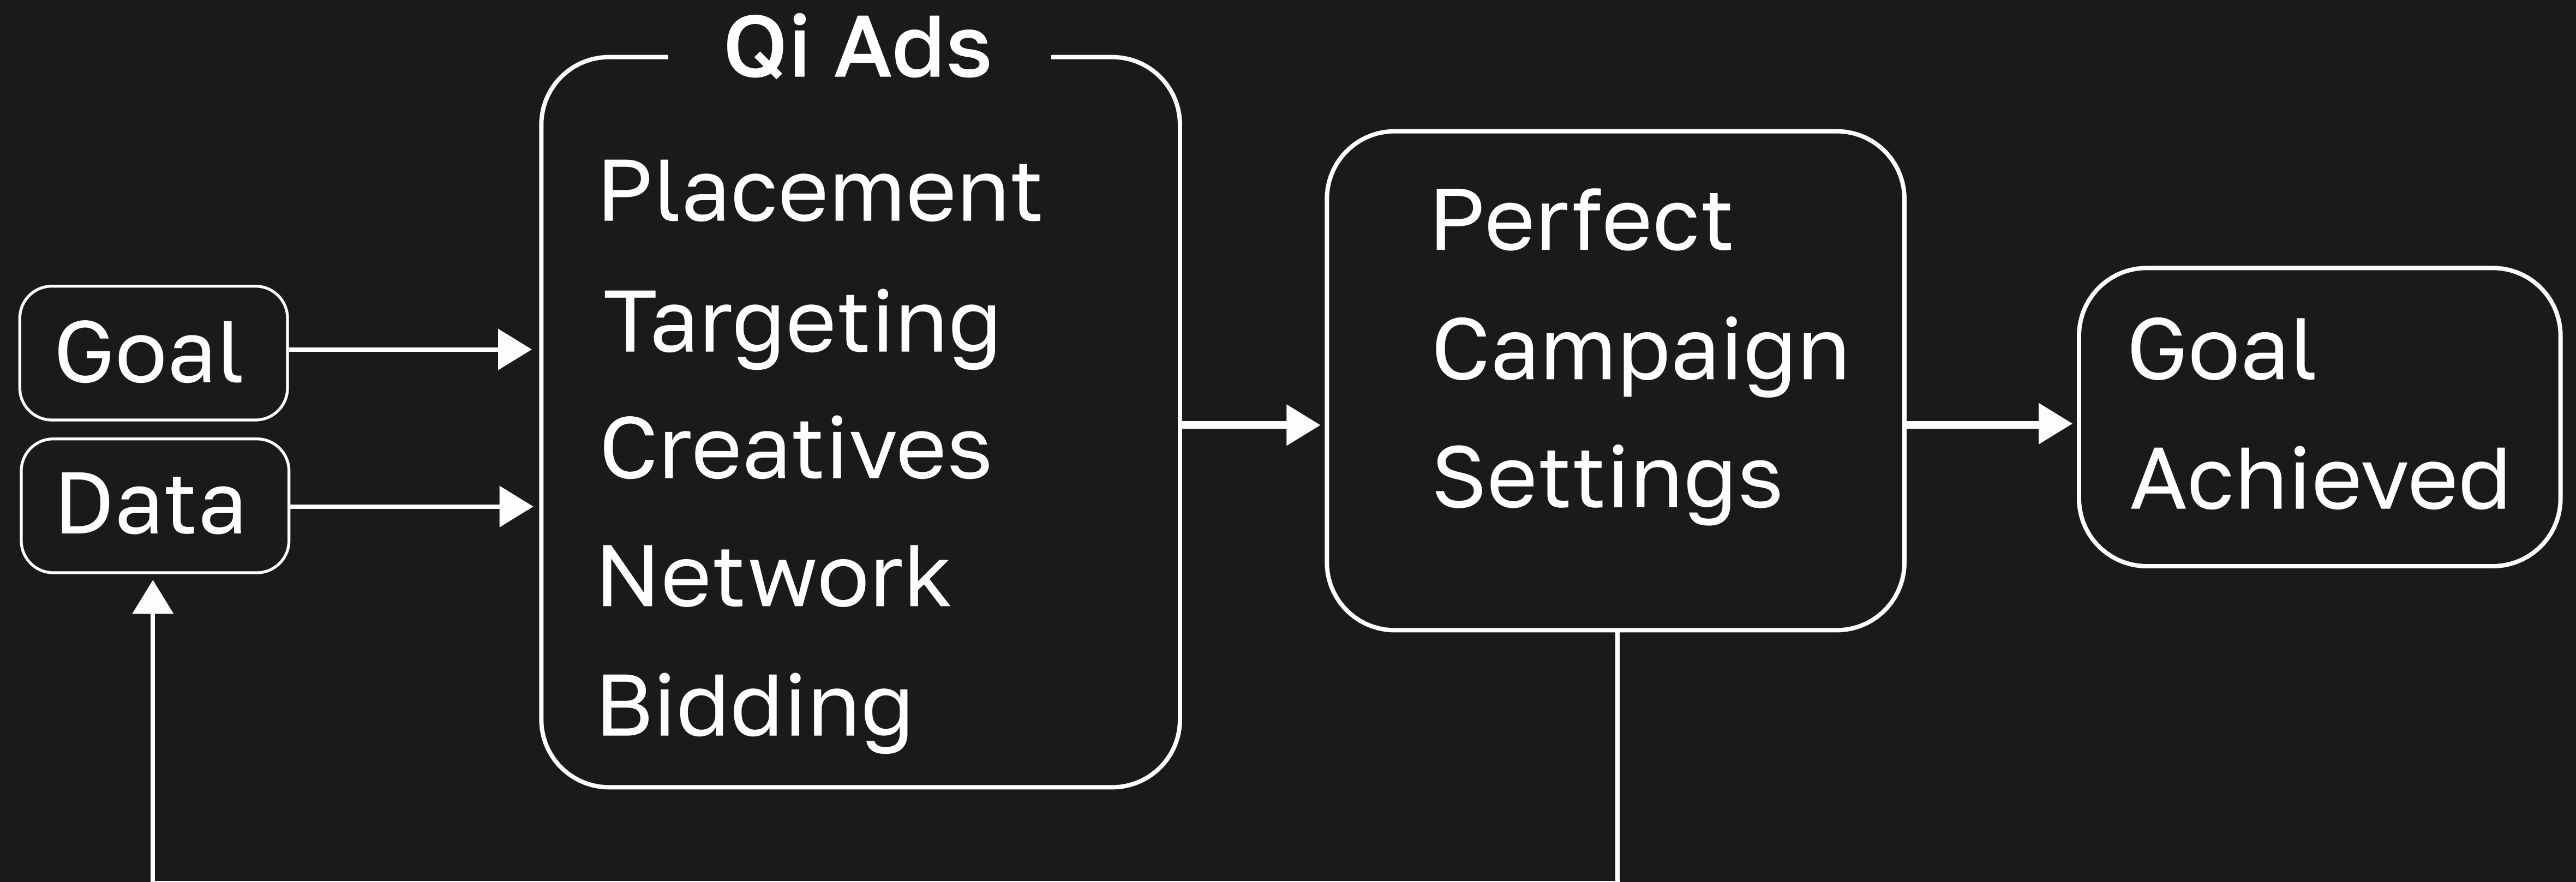 Qi Ads
Placement
Targeting
Creatives
Network
Bidding
Goal
Data
Perfect
Campaign
Settings
Goal
Achieved